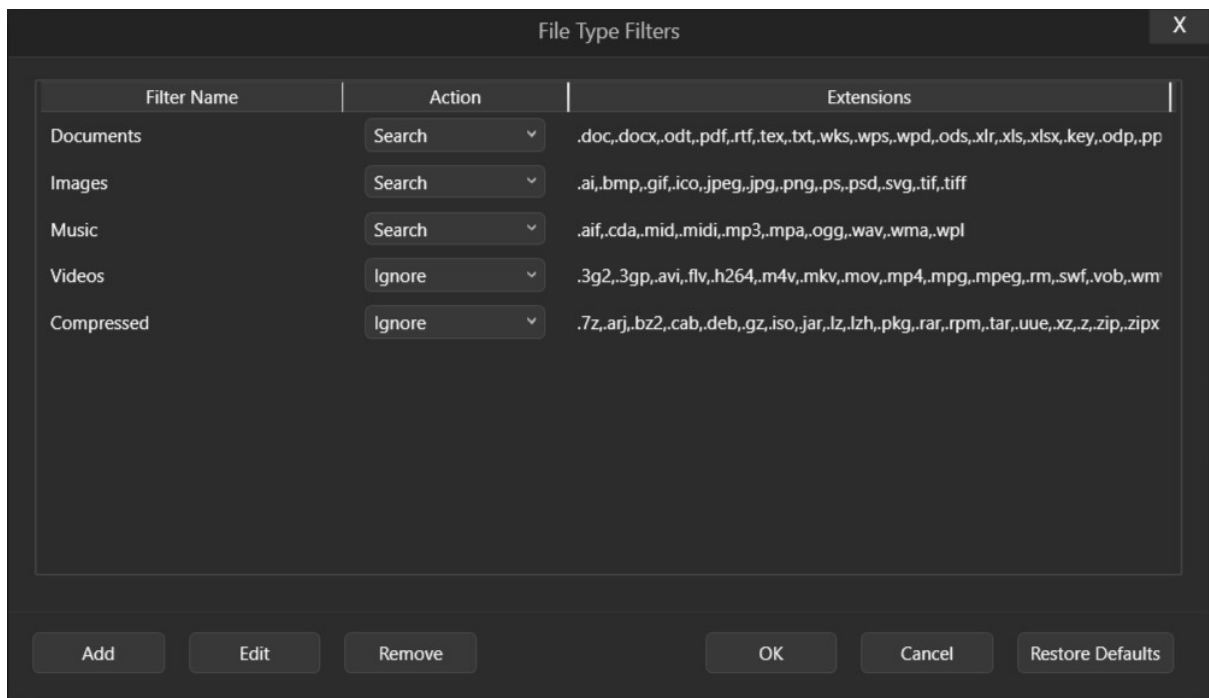 File Type Filters X
Filter Name Action Extensions
Documents Search .doc,.docx,.odt,.pdf,.rtf,.tex,.txt,.wks,.wps,.wpd,.ods,.xlr,.xls,.xlsx,.key,.odp,.pp
Images Search .ai,.bmp,.gif,.ico,.jpeg,.jpg,.png,.ps,.psd,.svg,.tif,.tiff
Music Search .aif,.cda,.mid,.midi,.mp3,.mpa,.ogg,.wav,.wma,.wpl
Videos Ignore .3g2,.3gp,.avi,.flv,.h264,.m4v,.mkv,.mov,.mp4,.mpg,.mpeg,.rm,.swf,.vob,.wm
Compressed Ignore .7z,.arj,.bz2,.cab,.deb,.gz,.iso,.jar,.lz,.lzh,.pkg,.rar,.rpm,.tar,.uue,.xz,.z,.zip,.zipx
Add Edit Remove OK Cancel Restore Defaults